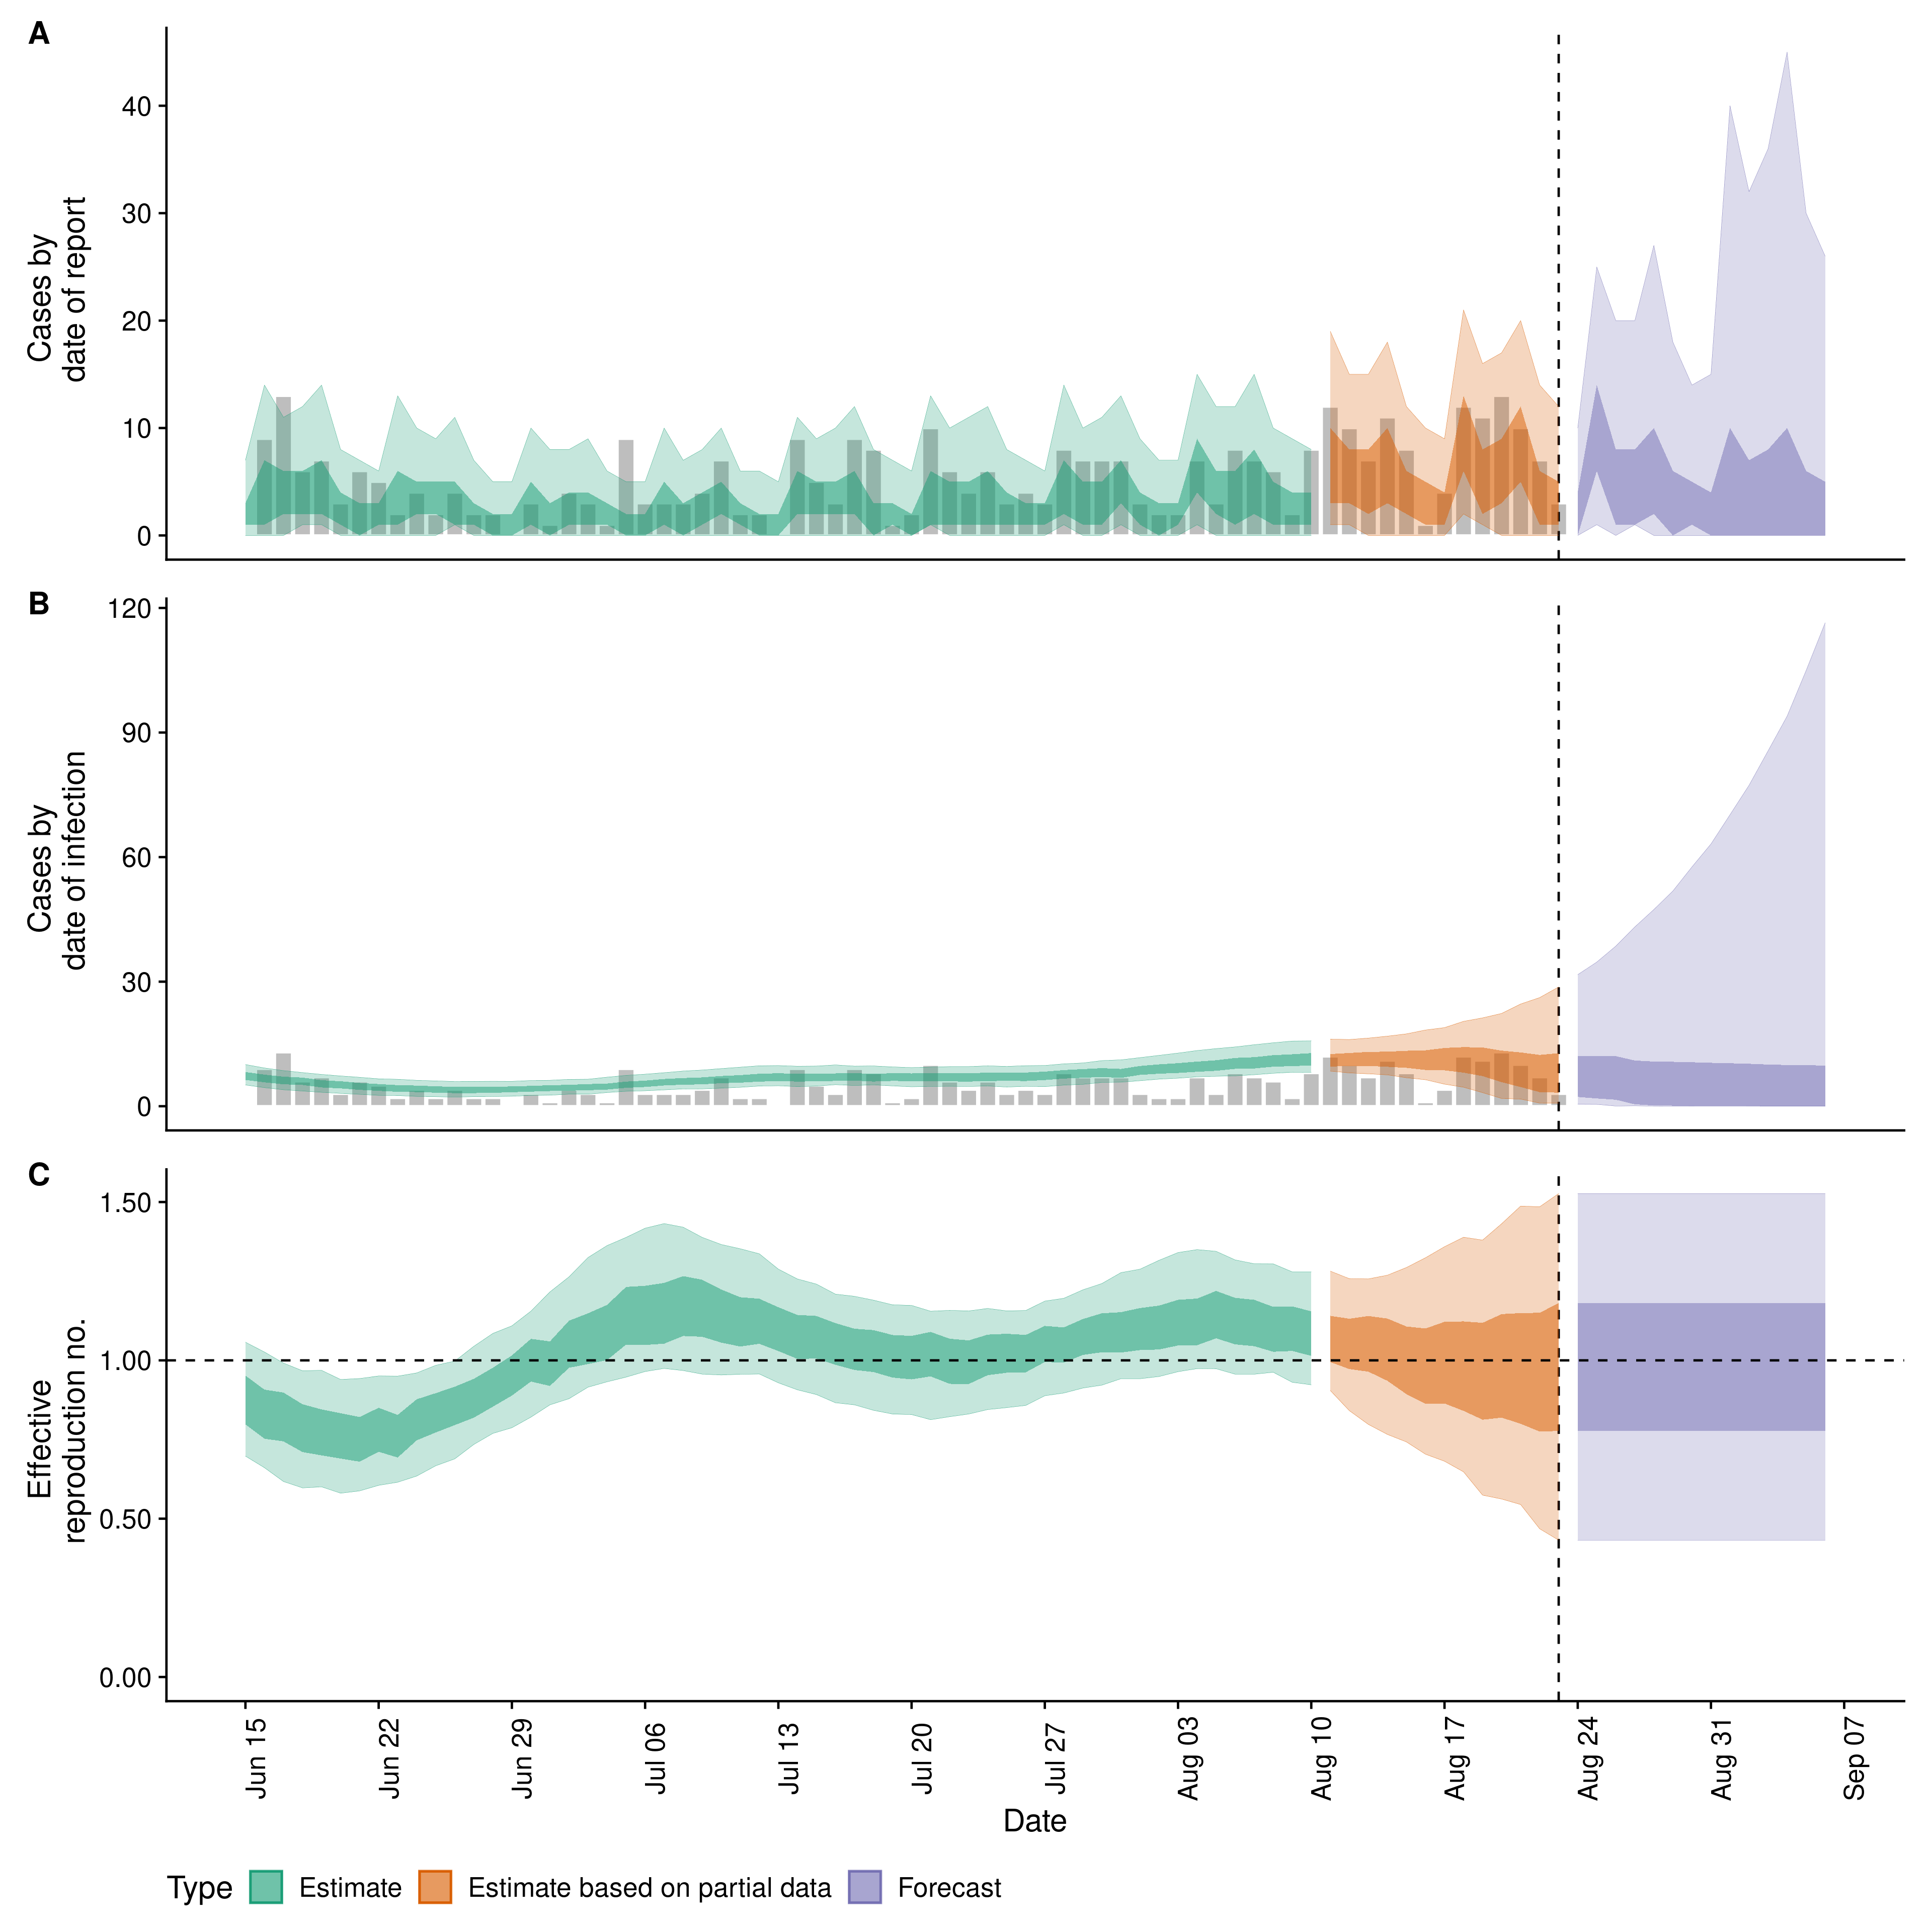 A
40
30
20
10
0
Cases by
date of report
B
120
90
60
30
0
Cases by
date of infection
C
1.50
1.00
0.50
0.00
Effective
reproduction no.
Jun 15
Jun 22
Jun 29
Jul 06
Jul 13
Jul 20
Jul 27
Aug 03
Aug 10
Aug 17
Aug 24
Aug 31
Sep 07
Date
Type Estimate Estimate based on partial data Forecast